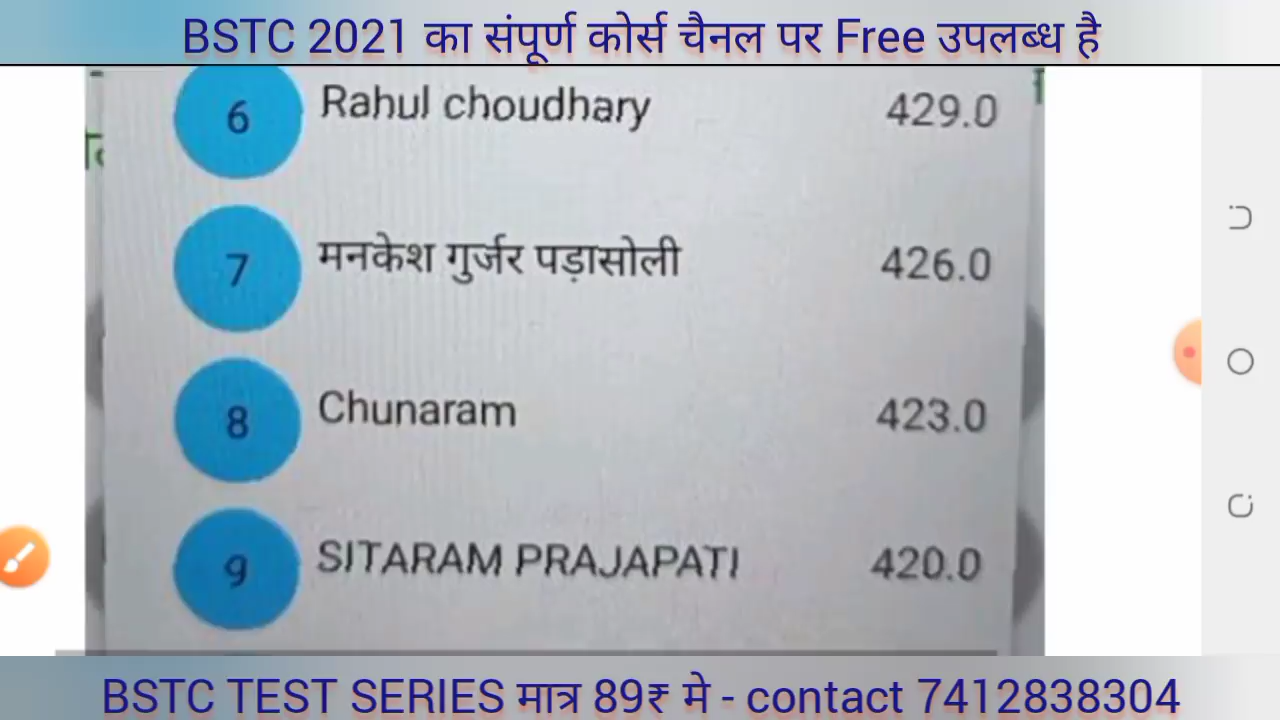 BSTC 2021 का संपूर्ण कोर्स चैनल पर Free उपलब्ध है
6 Rahul choudhary 429.0
7 मनकेश गुर्जर पड़ासोली 426.0
8 Chunaram 423.0
9 SITARAM PRAJAPATI 420.0
BSTC TEST SERIES मात्र 89₹ मे - contact 7412838304